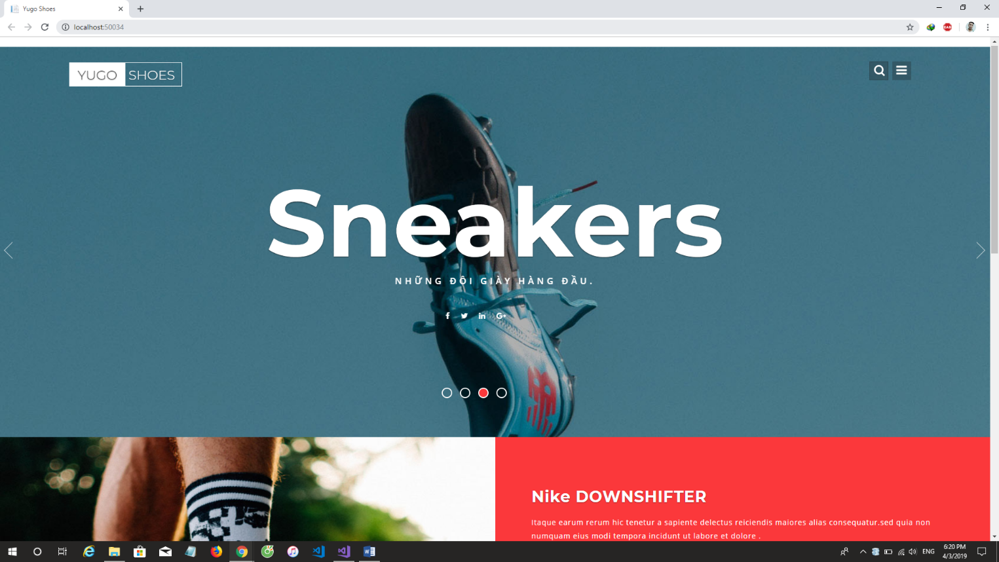 Yugo Shoes
localhost:50034
YUGO SHOES
Sneakers
NHỮNG ĐÔI GIÀY HÀNG ĐẦU.
Nike DOWNSHIFTER
Itaque earum rerum hic tenetur a sapiente delectus reiciendis maiores alias consequatur.sed quia non
numquam eius modi tempora incidunt ut labore et dolore .
ENG
6:20 PM
4/3/2019